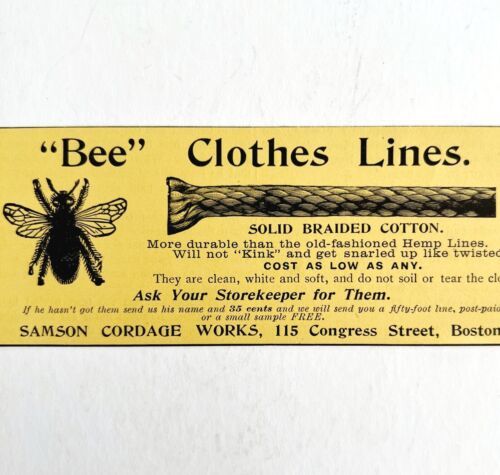 "Bee" Clothes Lines.
SOLID BRAIDED COTTON.
More durable than the old-fashioned Hemp Lines.
Will not "Kink" and get snarled up like twisted
COST AS LOW AS ANY.
They are clean, white and soft, and do not soil or tear the clo
Ask Your Storekeeper for Them.
If he hasn't got them send us his name and 35 cents and we will send you a fifty-foot line, post-paid
or a small sample FREE.
SAMSON CORDAGE WORKS, 115 Congress Street, Boston